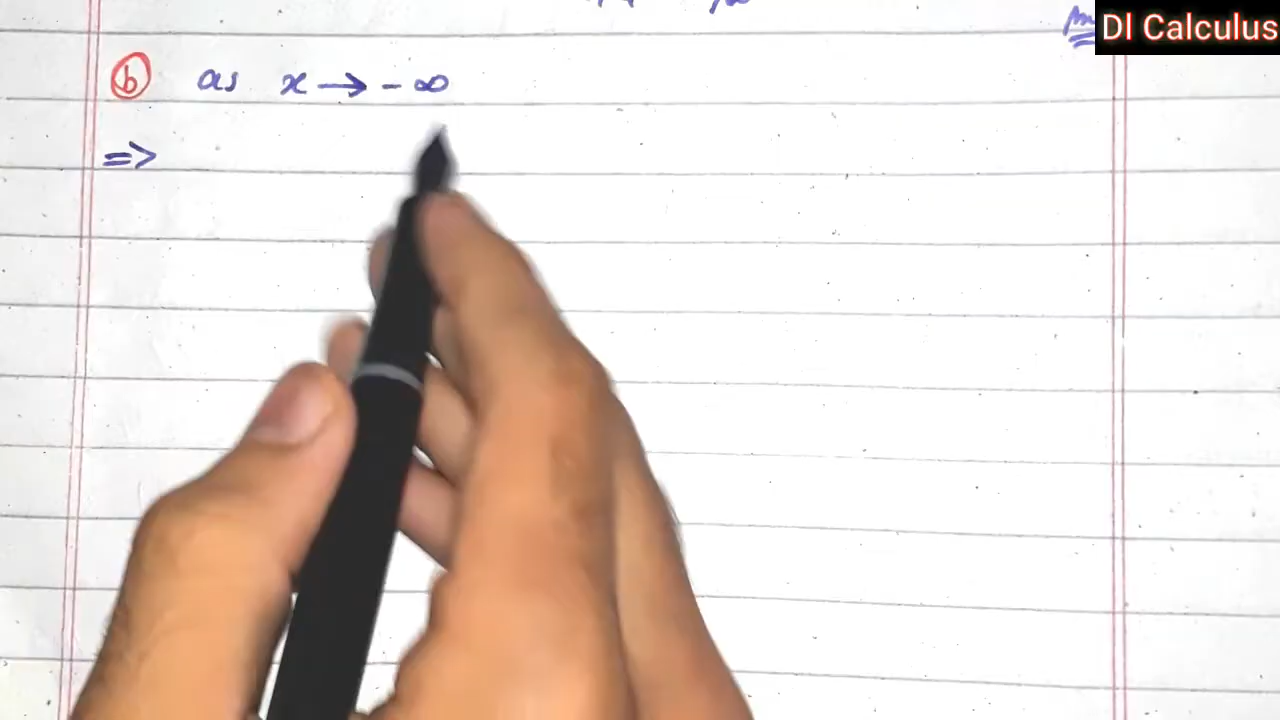 DI Calculus
ⓑ as x → - ∞
=>